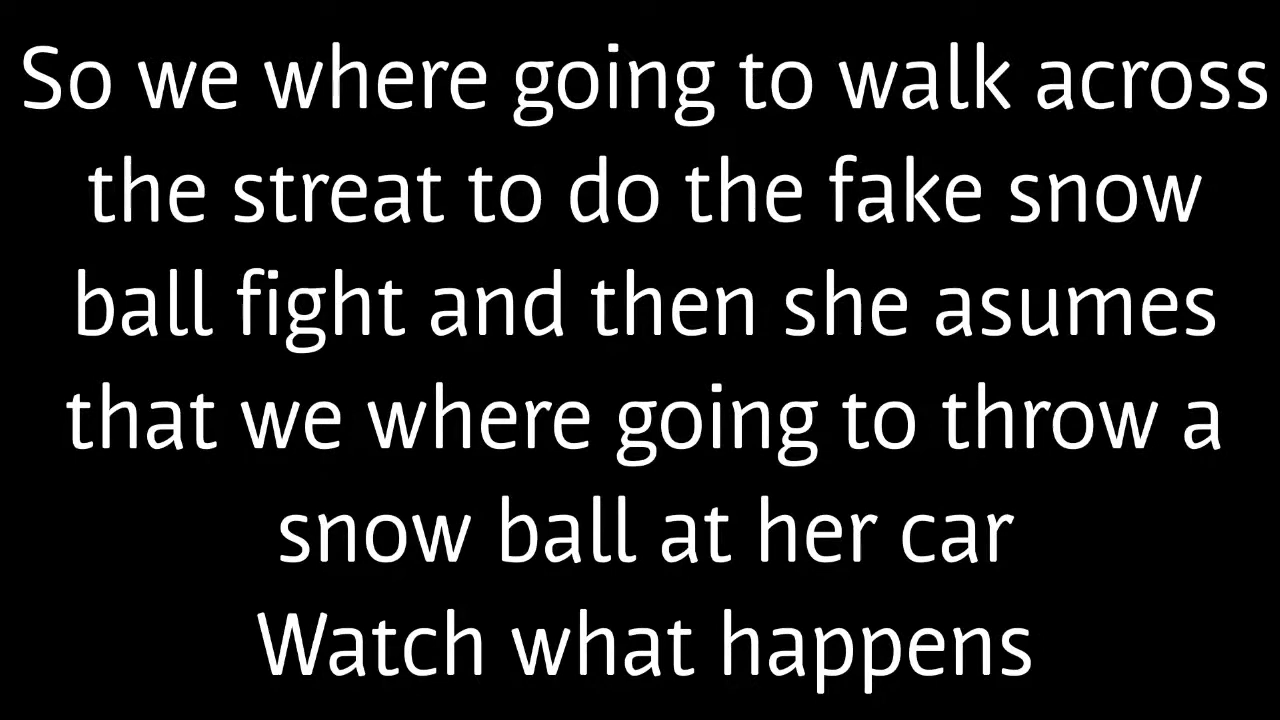 So we where going to walk across
the streat to do the fake snow
ball fight and then she asumes
that we where going to throw a
snow ball at her car
Watch what happens